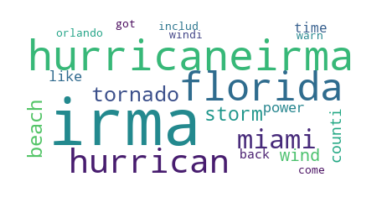 got includ time
orlando windi warn
hurricaneirma
like florida
tornado
beach irma storm power counti
miami
hurrican back wind
come